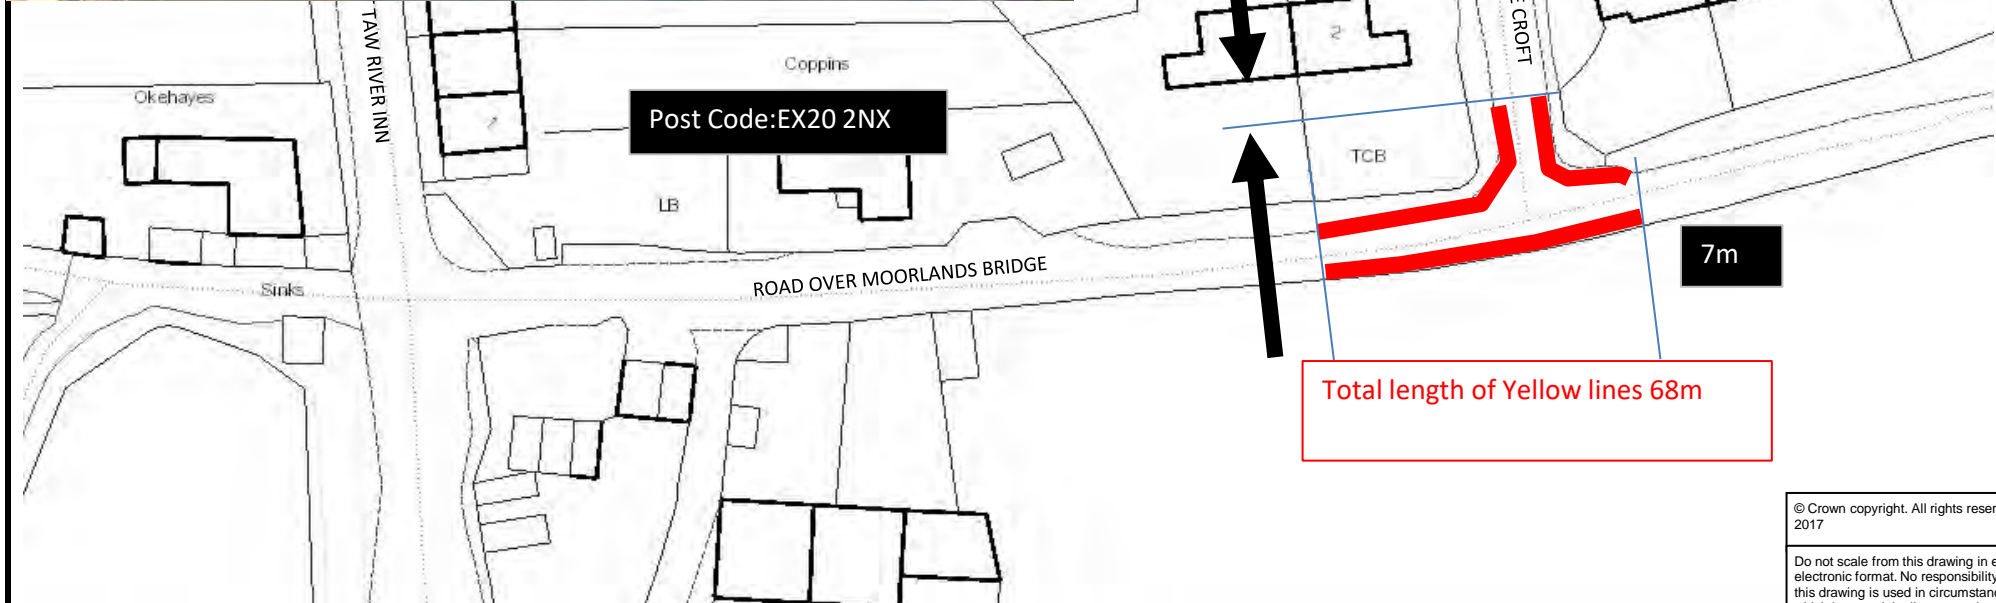 TAW RIVER INN
E CROFT
2
Coppins
Okehayes
Post Code:EX20 2NX
TCB
LB
7m
ROAD OVER MOORLANDS BRIDGE
Sinks
Total length of Yellow lines 68m
© Crown copyright. All rights reser
2017
Do not scale from this drawing in e
electronic format. No responsibility
this drawing is used in circumstanc